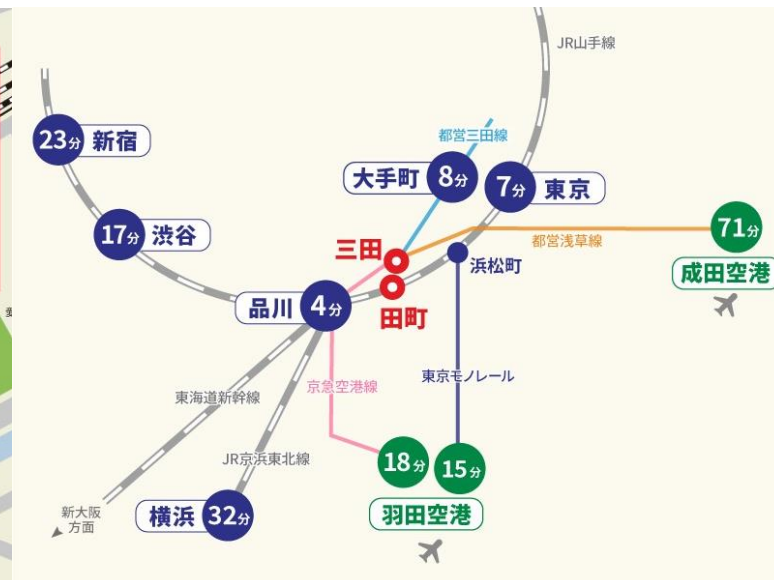 JR山手線
23分 新宿
都営三田線
大手町 8分
7分 東京
17分 渋谷
三田
都営浅草線
71分
成田空港
浜松町
品川 4分
田町
東京モノレール
京急空港線
東海道新幹線
JR京浜東北線
18分 15分
羽田空港
新大阪
方面
横浜 32分